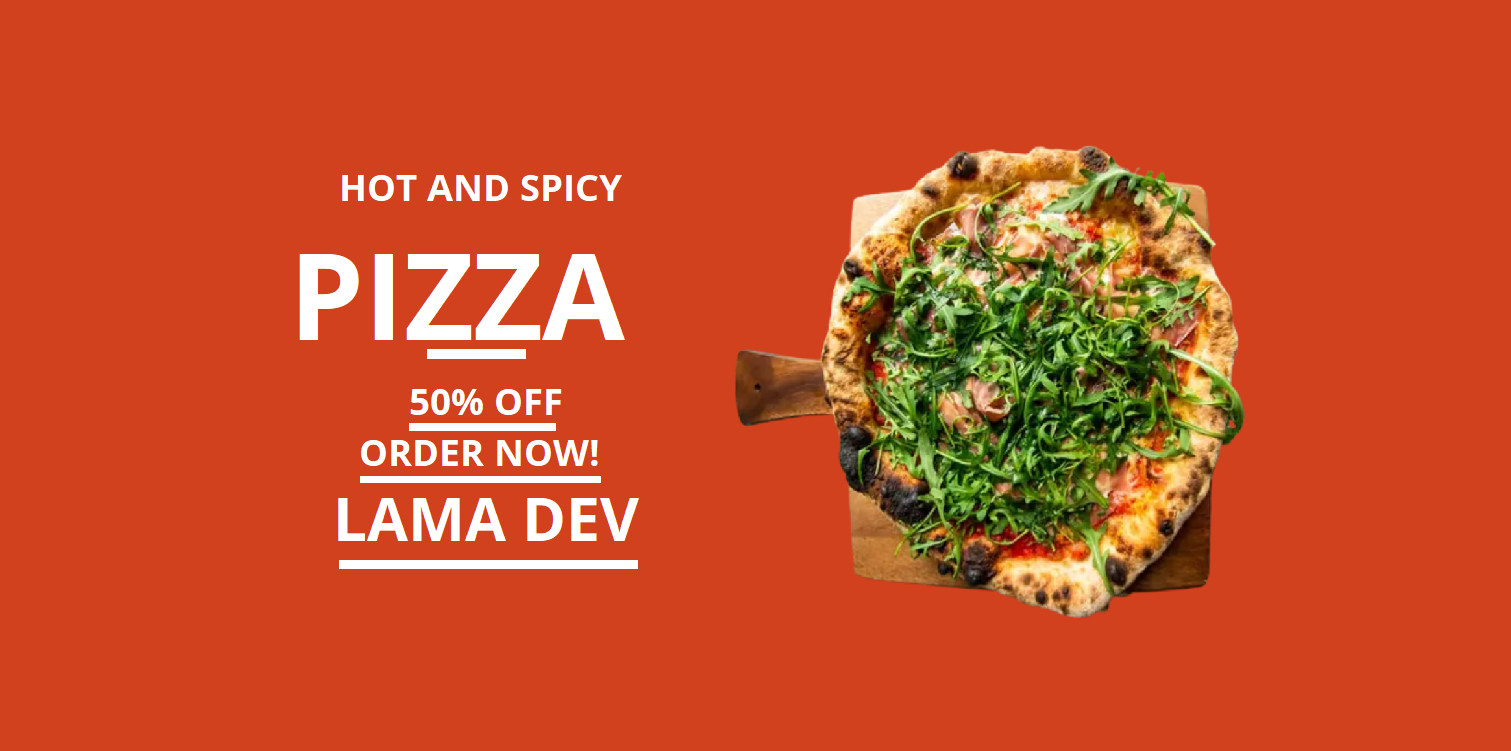 HOT AND SPICY
PIZZA
50% OFF
ORDER NOW!
LAMA DEV